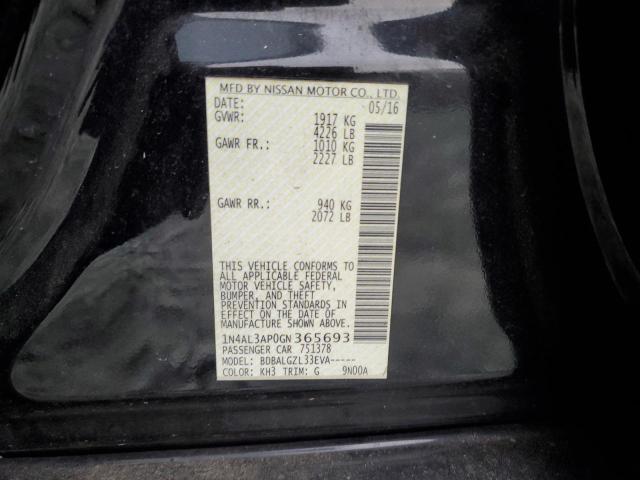 MFD BY NISSAN MOTOR CO., LTD.
DATE: 05/16
GVWR: 1917 KG
4226 LB
GAWR FR.: 1010 KG
2227 LB
GAWR RR.: 940 KG
2072 LB
THIS VEHICLE CONFORMS TO
ALL APPLICABLE FEDERAL
MOTOR VEHICLE SAFETY,
BUMPER, AND THEFT
PREVENTION STANDARDS IN
EFFECT ON THE DATE OF
MANUFACTURE SHOWN ABOVE.
1N4AL3AP0GN365693
PASSENGER CAR 751378
MODEL: BDBALGZL33EVA-----
COLOR: KH3 TRIM: G 9N00A